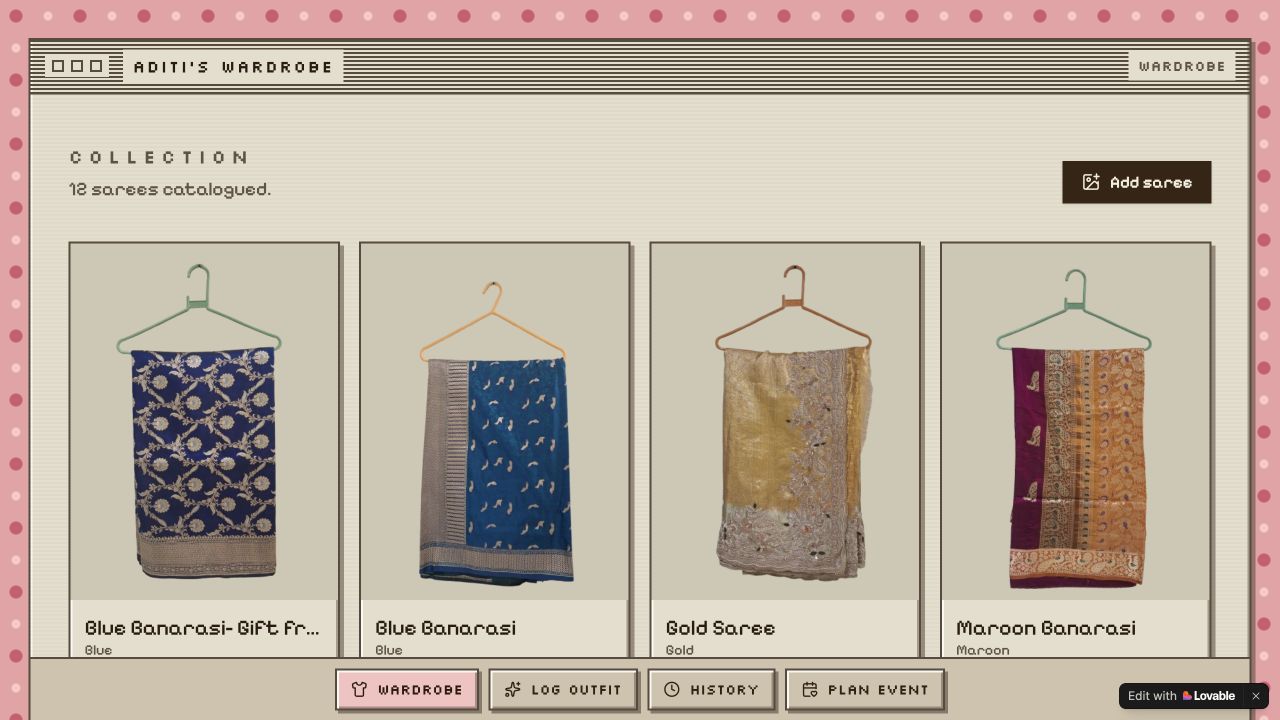 ADITI'S WARDROBE
WARDROBE
COLLECTION
12 sarees catalogued.
Add saree
Blue Banarasi- Gift Fr...
Blue
Blue Banarasi
Blue
Gold Saree
Gold
Maroon Banarasi
Maroon
WARDROBE
LOG OUTFIT
HISTORY
PLAN EVENT
Edit with Lovable